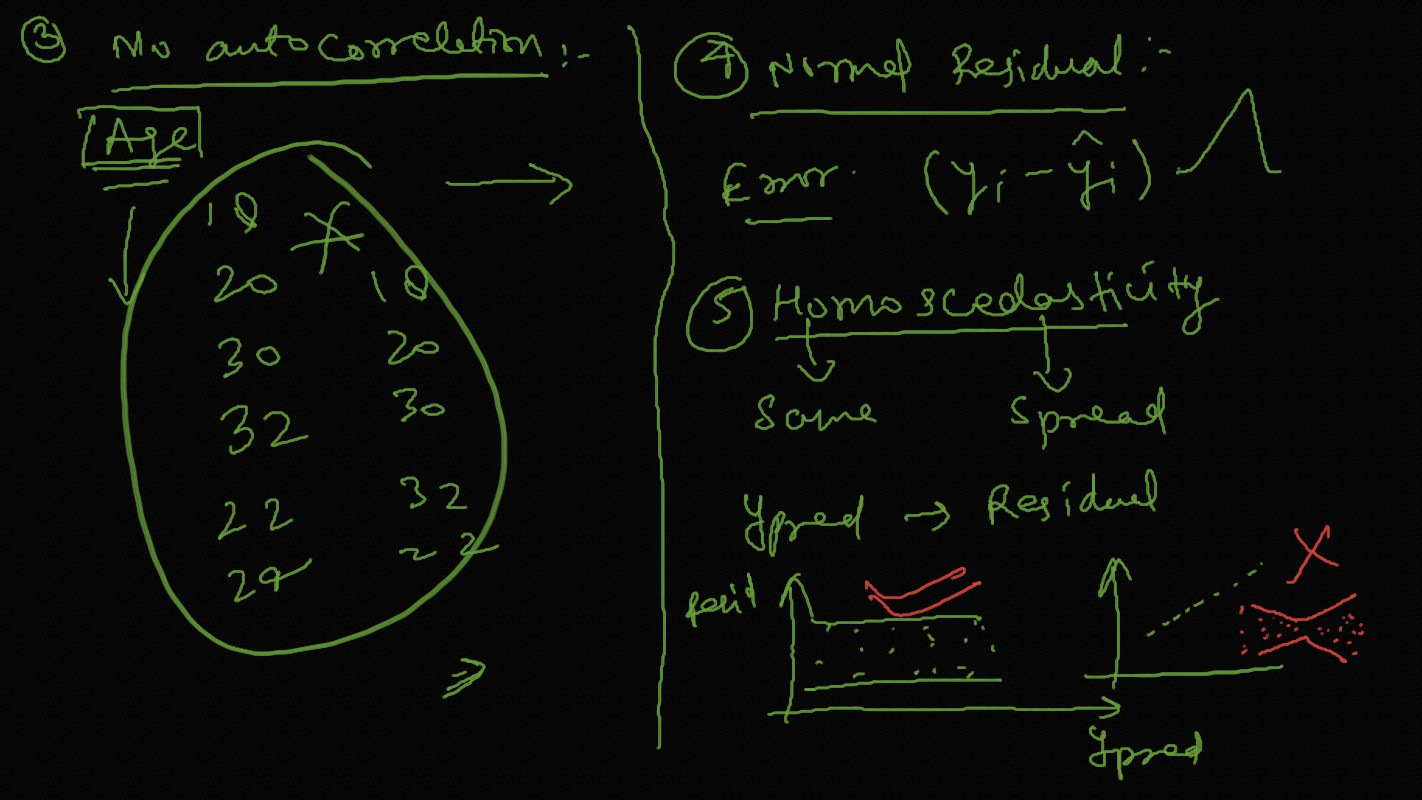 ③ No autocorreletion :-
Age
10
20 10
30 20
32 30
22 32
29 22
④ Normal Residual :-
Error (yi - ŷi)
⑤ Homoscedasticity
Same Spread
Ypred → Residual
Resid
Ypred